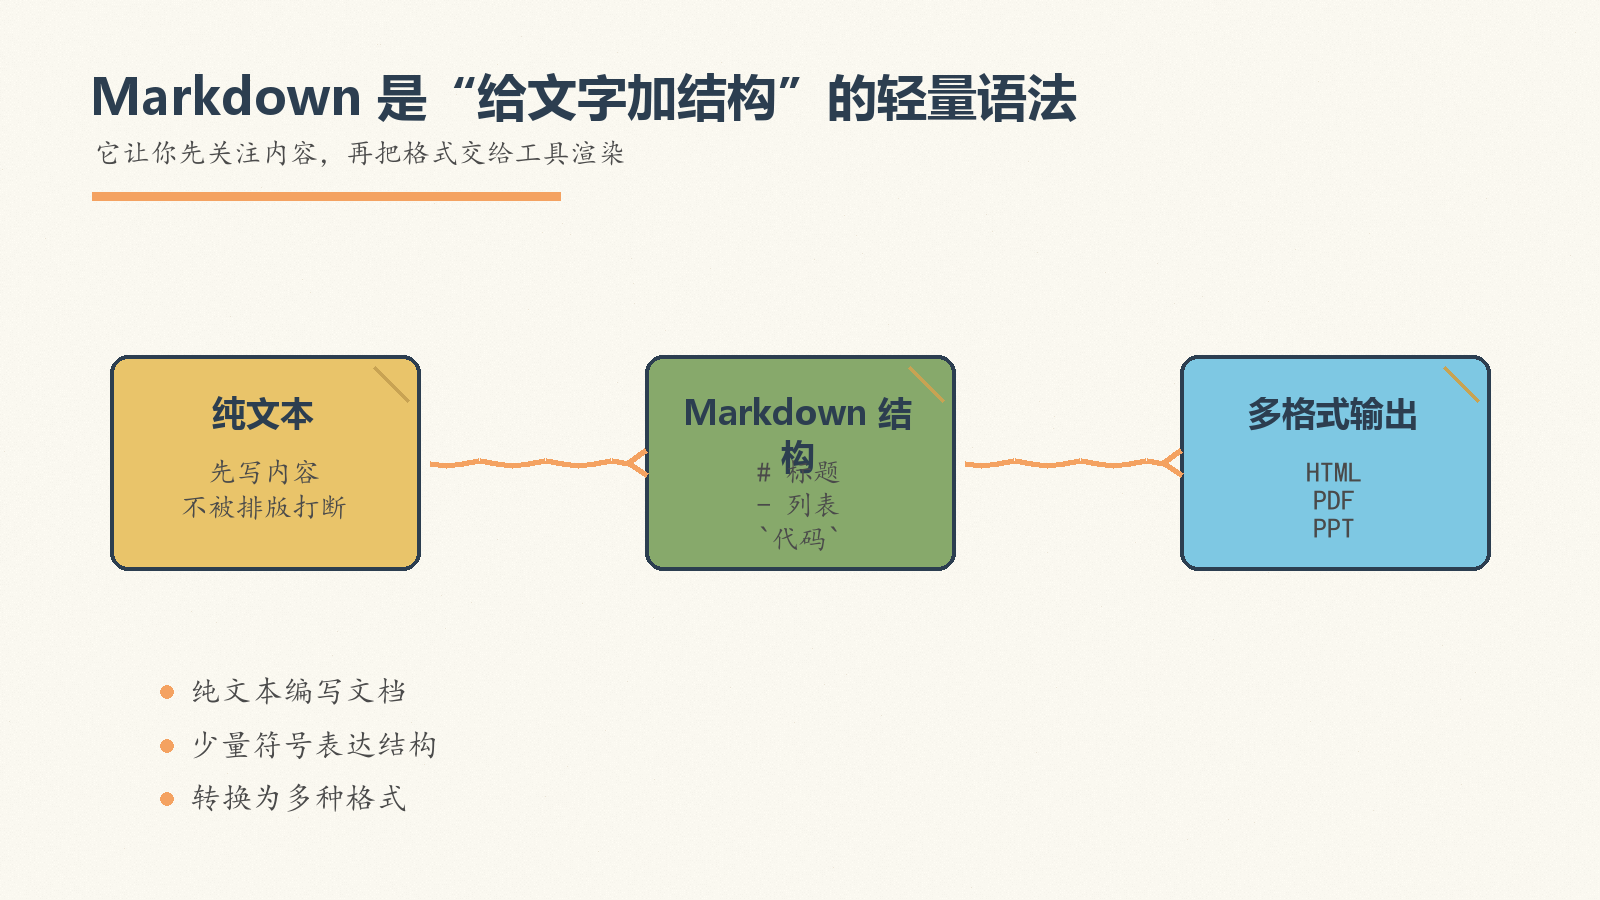 Markdown 是“给文字加结构”的轻量语法
它让你先关注内容，再把格式交给工具渲染
纯文本
先写内容
不被排版打断
Markdown 结
构
# 标题
- 列表
`代码`
多格式输出
HTML
PDF
PPT
纯文本编写文档
少量符号表达结构
转换为多种格式